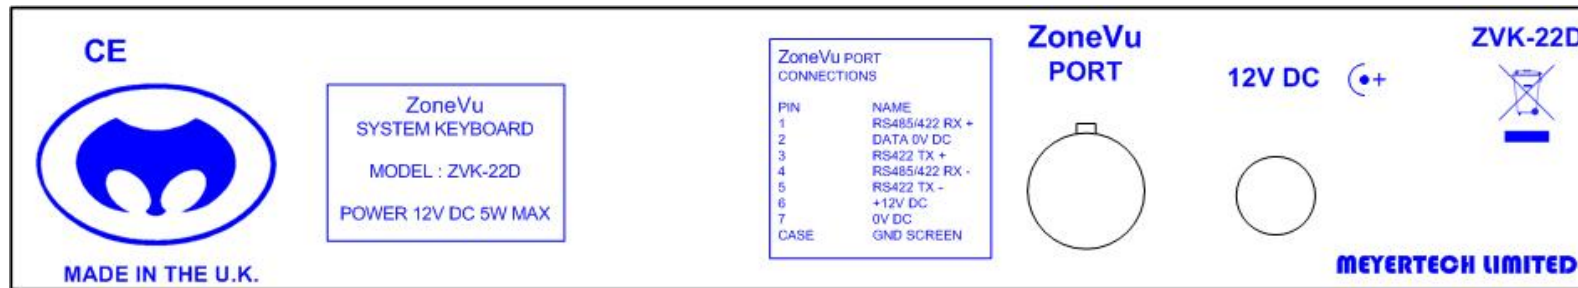 CE
MADE IN THE U.K.
ZoneVu
SYSTEM KEYBOARD
MODEL : ZVK-22D
POWER 12V DC 5W MAX
ZoneVu PORT
CONNECTIONS
PIN NAME
1 RS485/422 RX +
2 DATA 0V DC
3 RS422 TX +
4 RS485/422 RX -
5 RS422 TX -
6 +12V DC
7 0V DC
CASE GND SCREEN
ZoneVu
PORT
12V DC +
ZVK-22D
MEYERTECH LIMITED